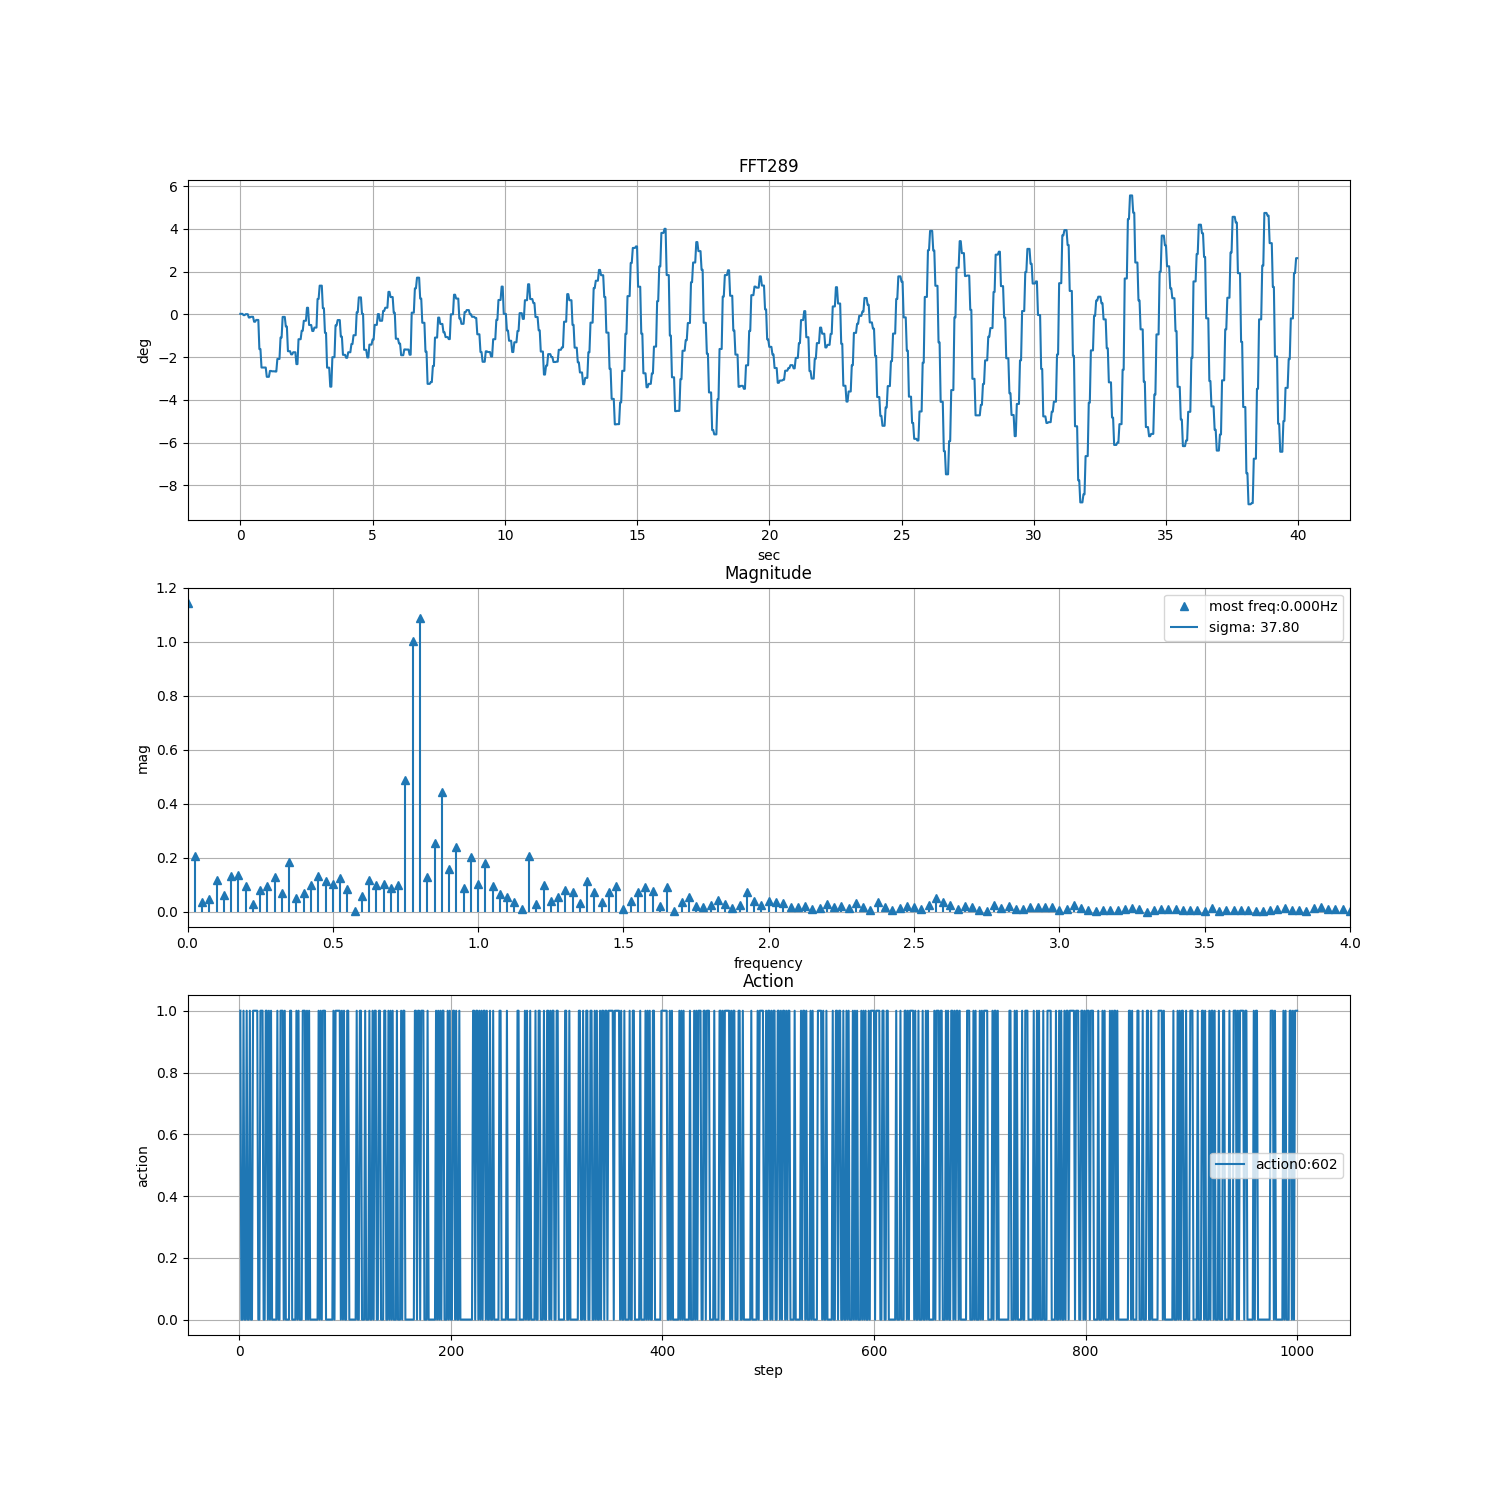 FFT289
6
4
2
0
−2
−4
−6
−8
deg
0 5 10 15 20 25 30 35 40
sec
Magnitude
1.2
1.0
0.8
0.6
0.4
0.2
0.0
mag
most freq:0.000Hz
sigma: 37.80
0.0 0.5 1.0 1.5 2.0 2.5 3.0 3.5 4.0
frequency
Action
1.0
0.8
0.6
0.4
0.2
0.0
action
action0:602
0 200 400 600 800 1000
step